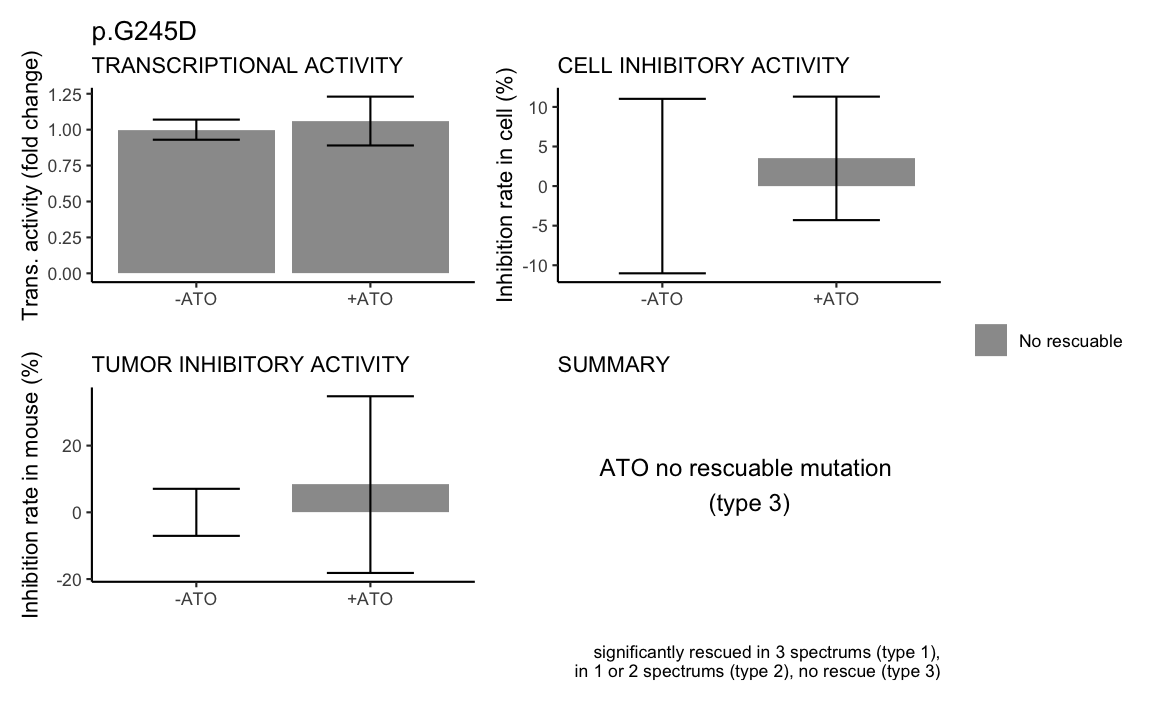 p.G245D
TRANSCRIPTIONAL ACTIVITY
Trans. activity (fold change)
1.25
1.00
0.75
0.50
0.25
0.00
-ATO
+ATO
CELL INHIBITORY ACTIVITY
Inhibition rate in cell (%)
10
5
0
-5
-10
-ATO
+ATO
No rescuable
TUMOR INHIBITORY ACTIVITY
Inhibition rate in mouse (%)
20
0
-20
-ATO
+ATO
SUMMARY
ATO no rescuable mutation
(type 3)
significantly rescued in 3 spectrums (type 1),
in 1 or 2 spectrums (type 2), no rescue (type 3)